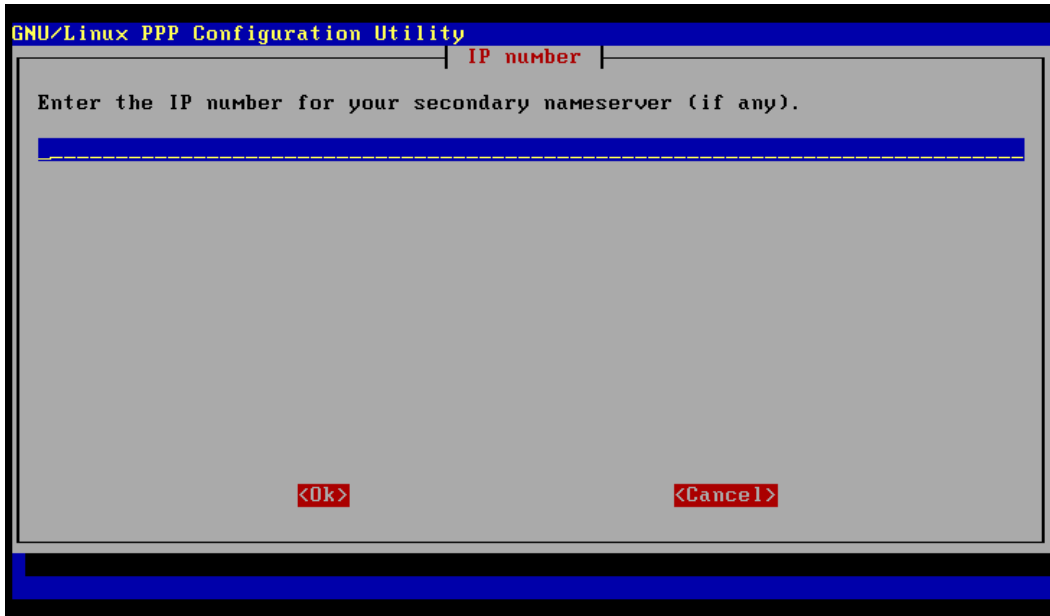 GNU/Linux PPP Configuration Utility
IP number
Enter the IP number for your secondary nameserver (if any).
<Ok> <Cancel>